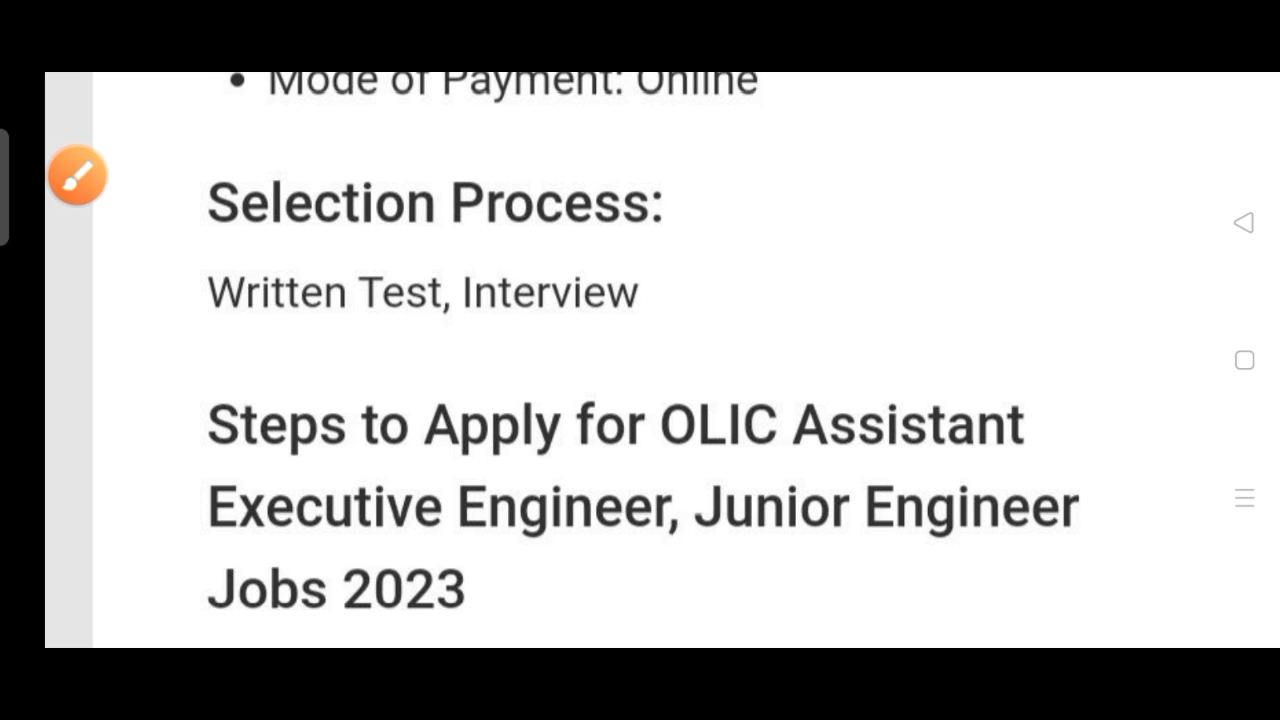 Mode of Payment: Online
Selection Process:
Written Test, Interview
Steps to Apply for OLIC Assistant
Executive Engineer, Junior Engineer
Jobs 2023